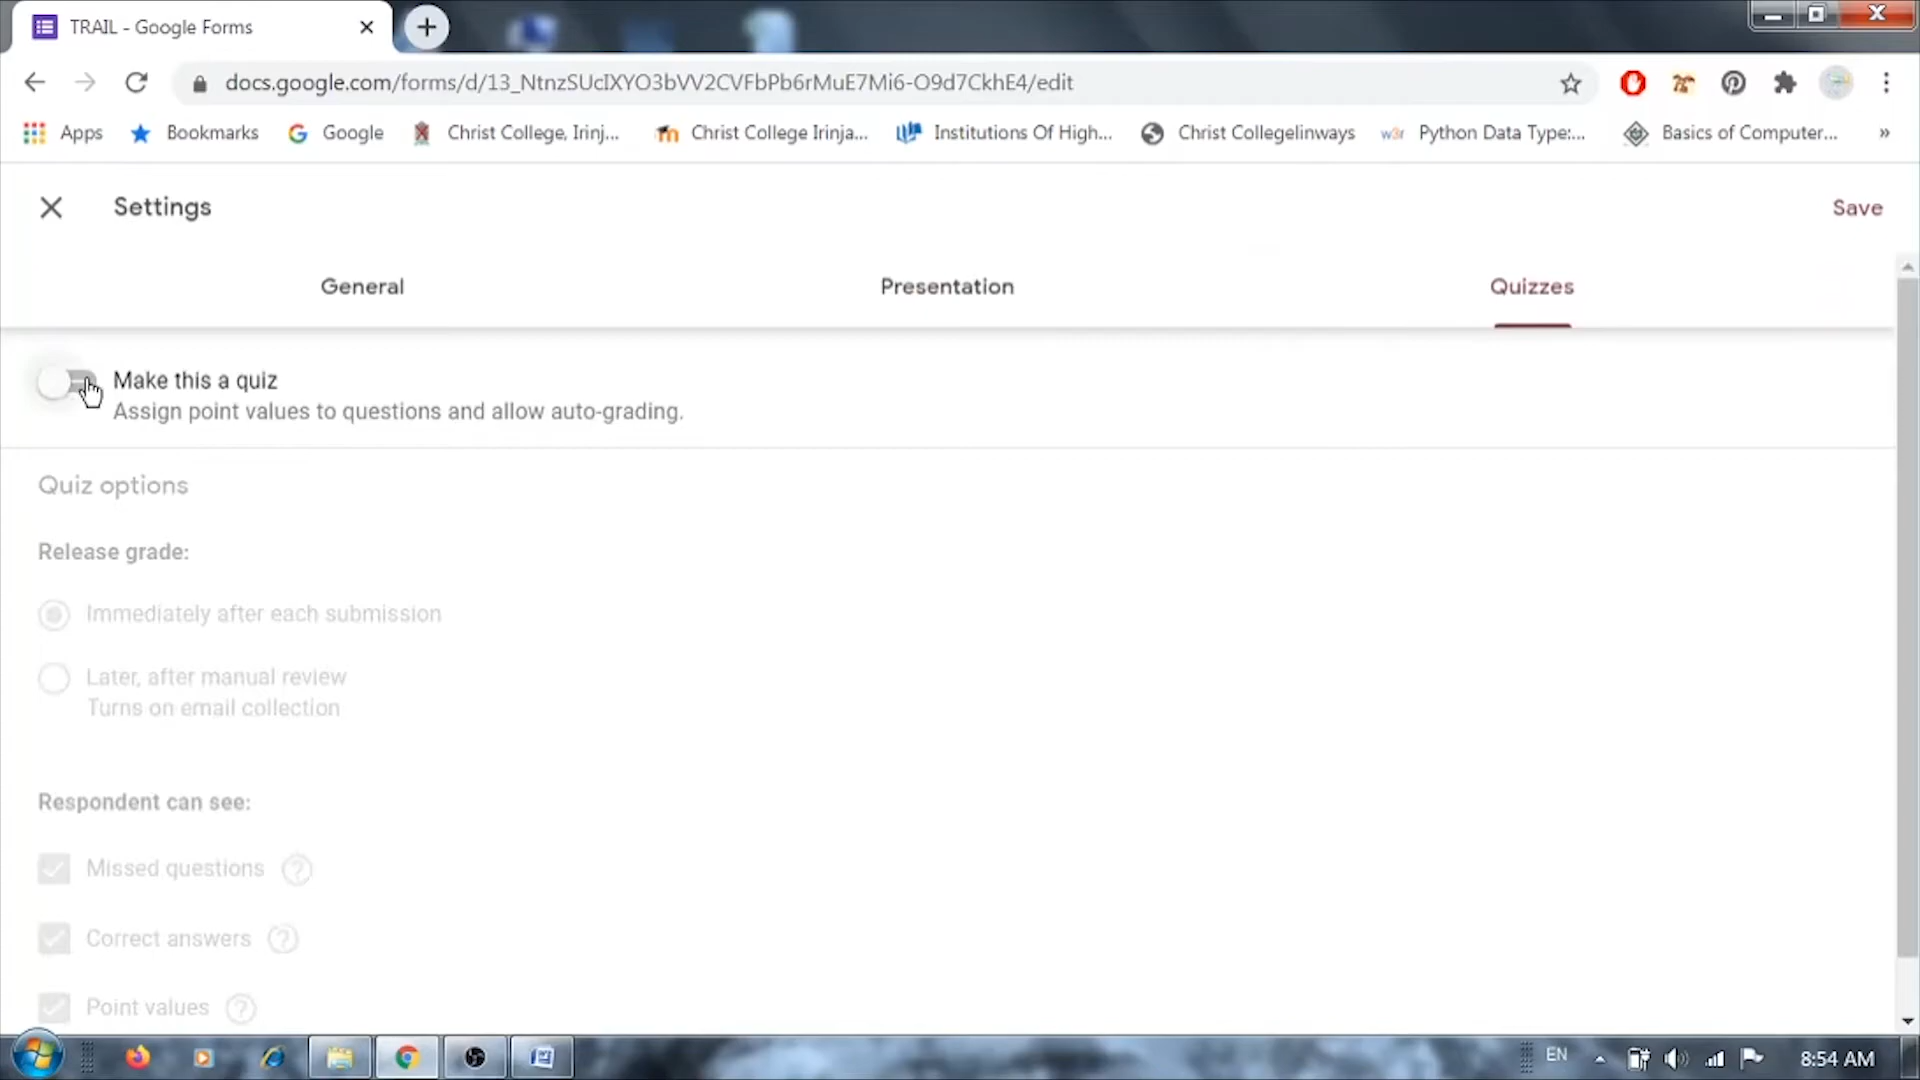 TRAIL - Google Forms
docs.google.com/forms/d/13_NtnzSUcIXYO3bVV2CVFbPb6rMuE7Mi6-O9d7CkhE4/edit
Apps Bookmarks Google Christ College, Irinj... Christ College Irinja... Institutions Of High... Christ Collegelinways Python Data Type:... Basics of Computer... »
Settings Save
General Presentation Quizzes
Make this a quiz
Assign point values to questions and allow auto-grading.
Quiz options
Release grade:
Immediately after each submission
Later, after manual review
Turns on email collection
Respondent can see:
Missed questions
Correct answers
Point values
EN 8:54 AM